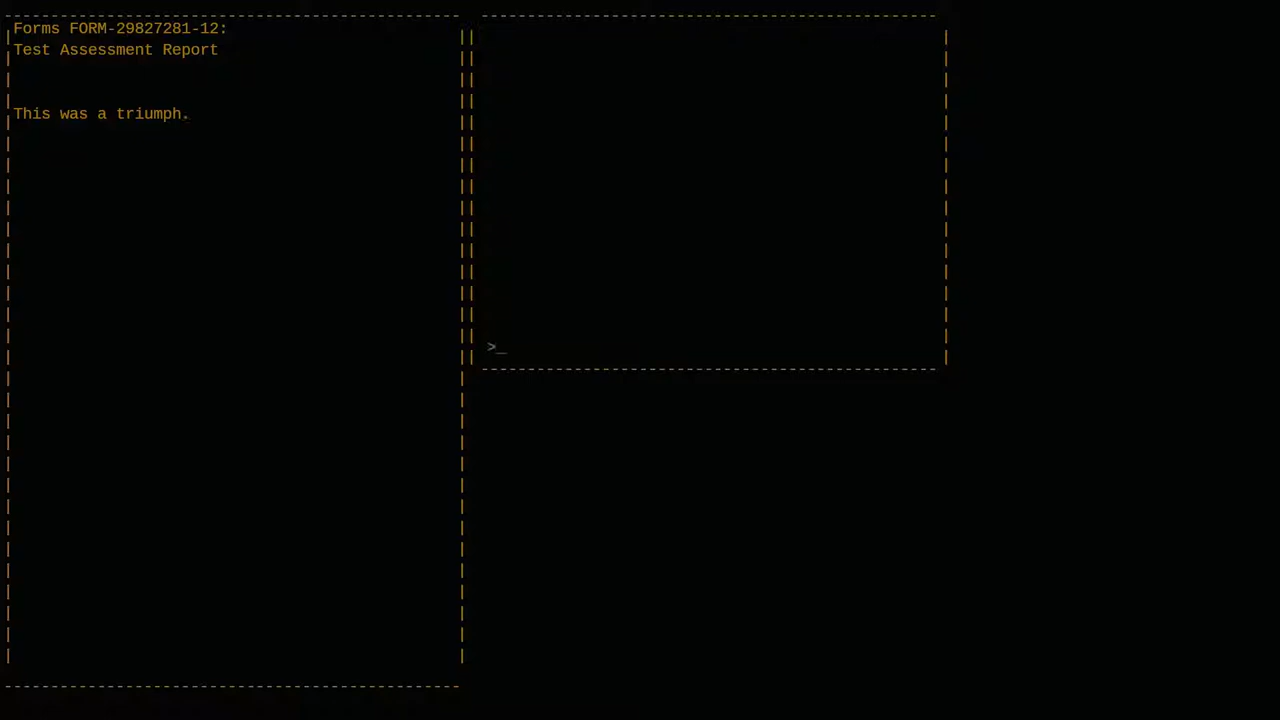 Forms FORM-29827281-12:
Test Assessment Report
This was a triumph.
>_